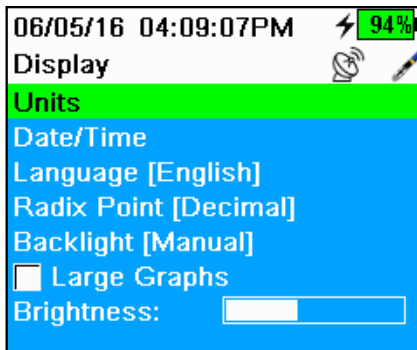 06/05/16 04:09:07PM 94%
Display
Units
Date/Time
Language [English]
Radix Point [Decimal]
Backlight [Manual]
Large Graphs
Brightness: